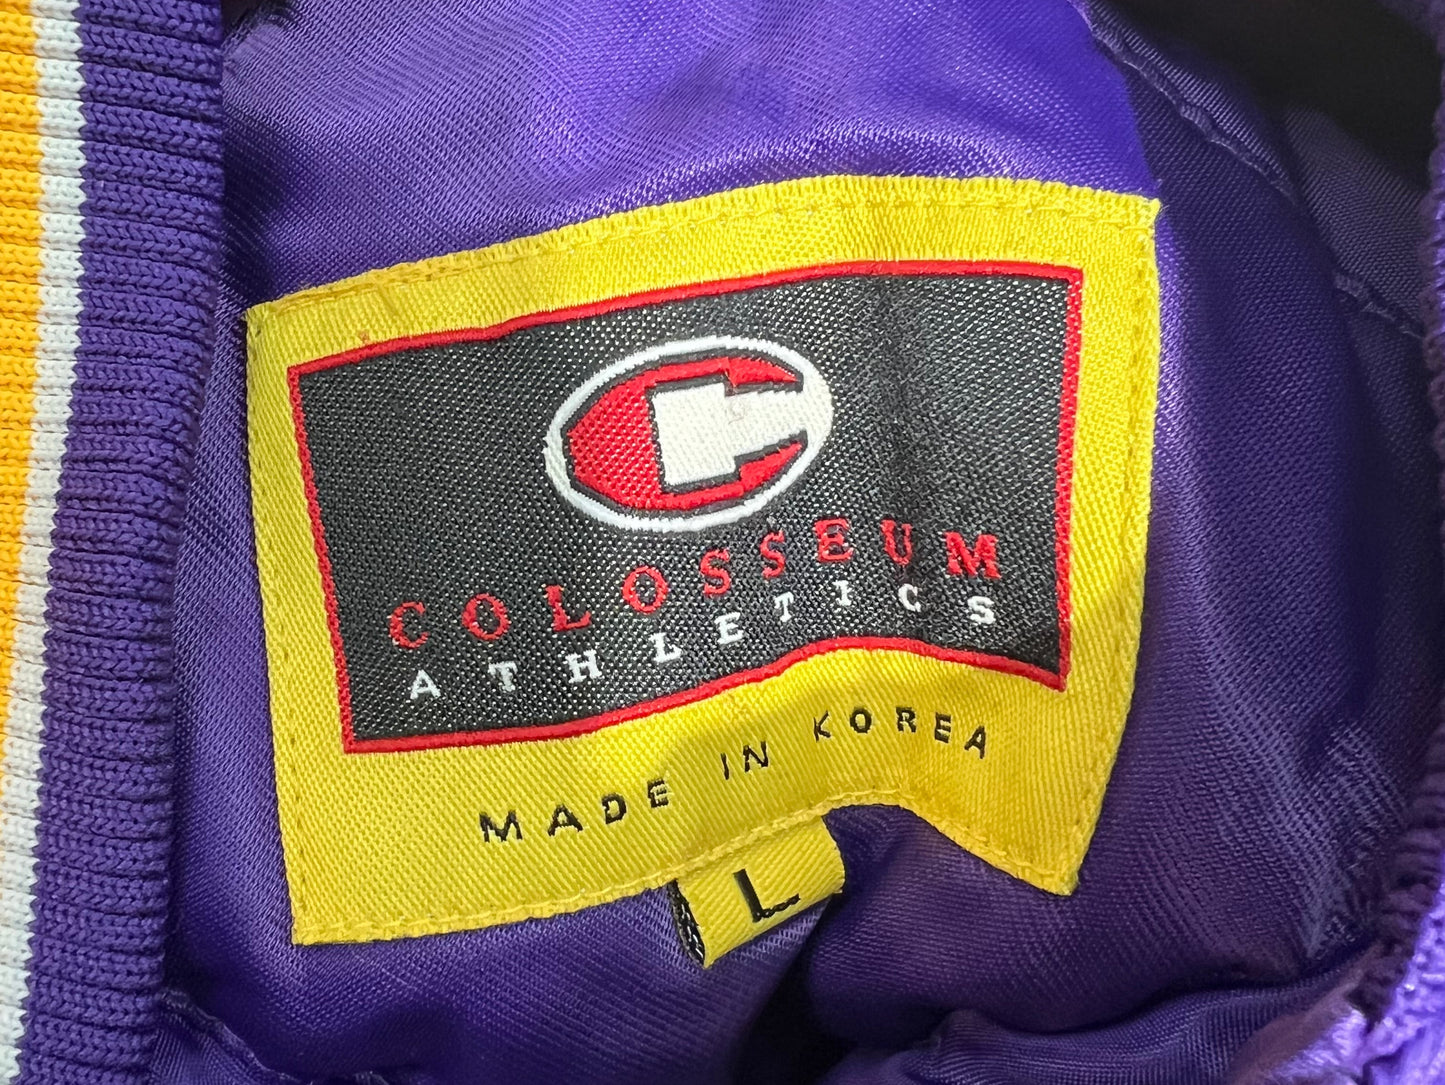 C
COLOSSEUM
ATHLETICS
MADE IN KOREA
L